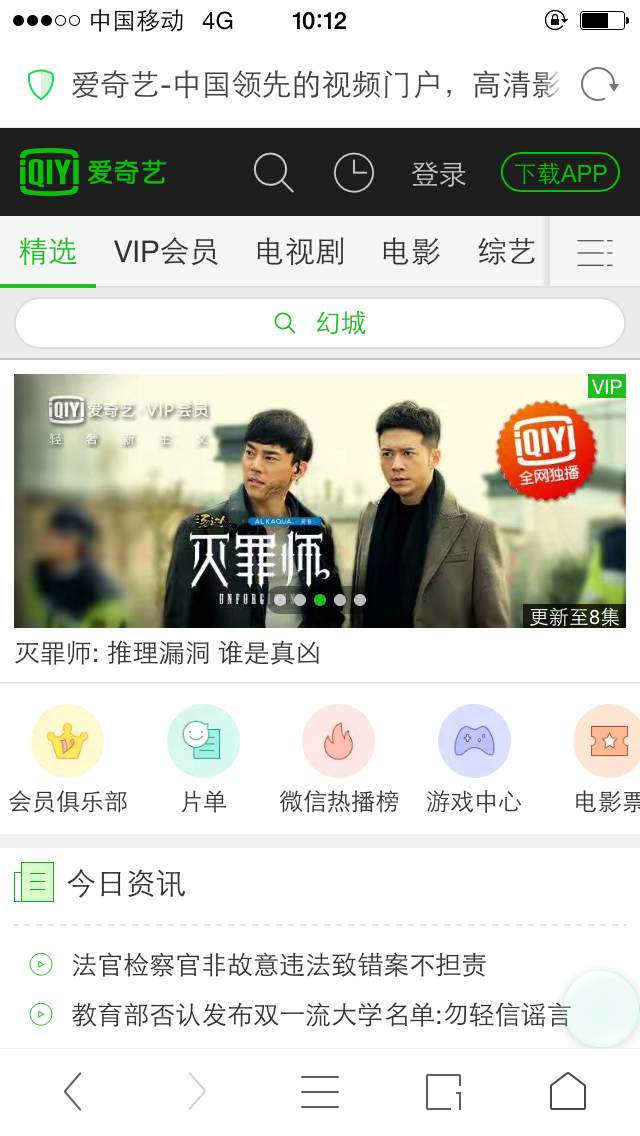 中国移动 4G 10:12
爱奇艺-中国领先的视频门户，高清影
iQIYI 爱奇艺 登录 下载APP
精选 VIP会员 电视剧 电影 综艺
幻城
VIP
iQIYI 爱奇艺·VIP会员
轻奢新主义
iQIYI
全网独播
汤达人 ALKAQUA
灭罪师
更新至8集
灭罪师: 推理漏洞 谁是真凶
会员俱乐部 片单 微信热播榜 游戏中心 电影票
今日资讯
法官检察官非故意违法致错案不担责
教育部否认发布双一流大学名单:勿轻信谣言
1